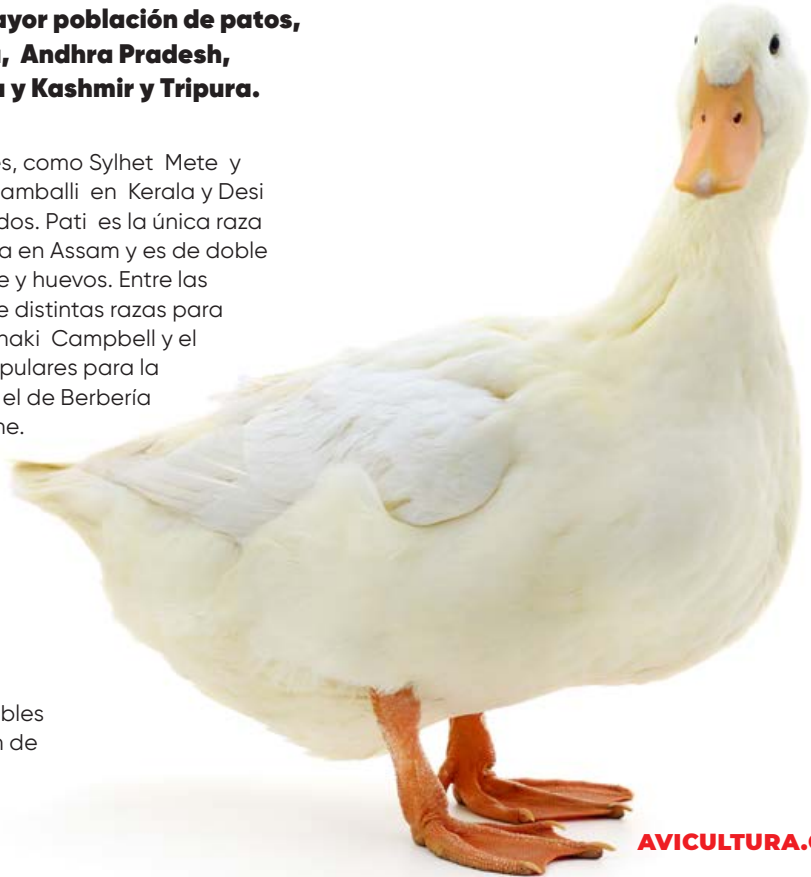 ayor población de patos,
Andhra Pradesh,
y Kashmir y Tripura.
como Sylhet Mete y
amballi en Kerala y Desi
dos. Pati es la única raza
a en Assam y es de doble
e y huevos. Entre las
e distintas razas para
haki Campbell y el
pulares para la
el de Berbería
ne.
bles
de
AVICULTURA.